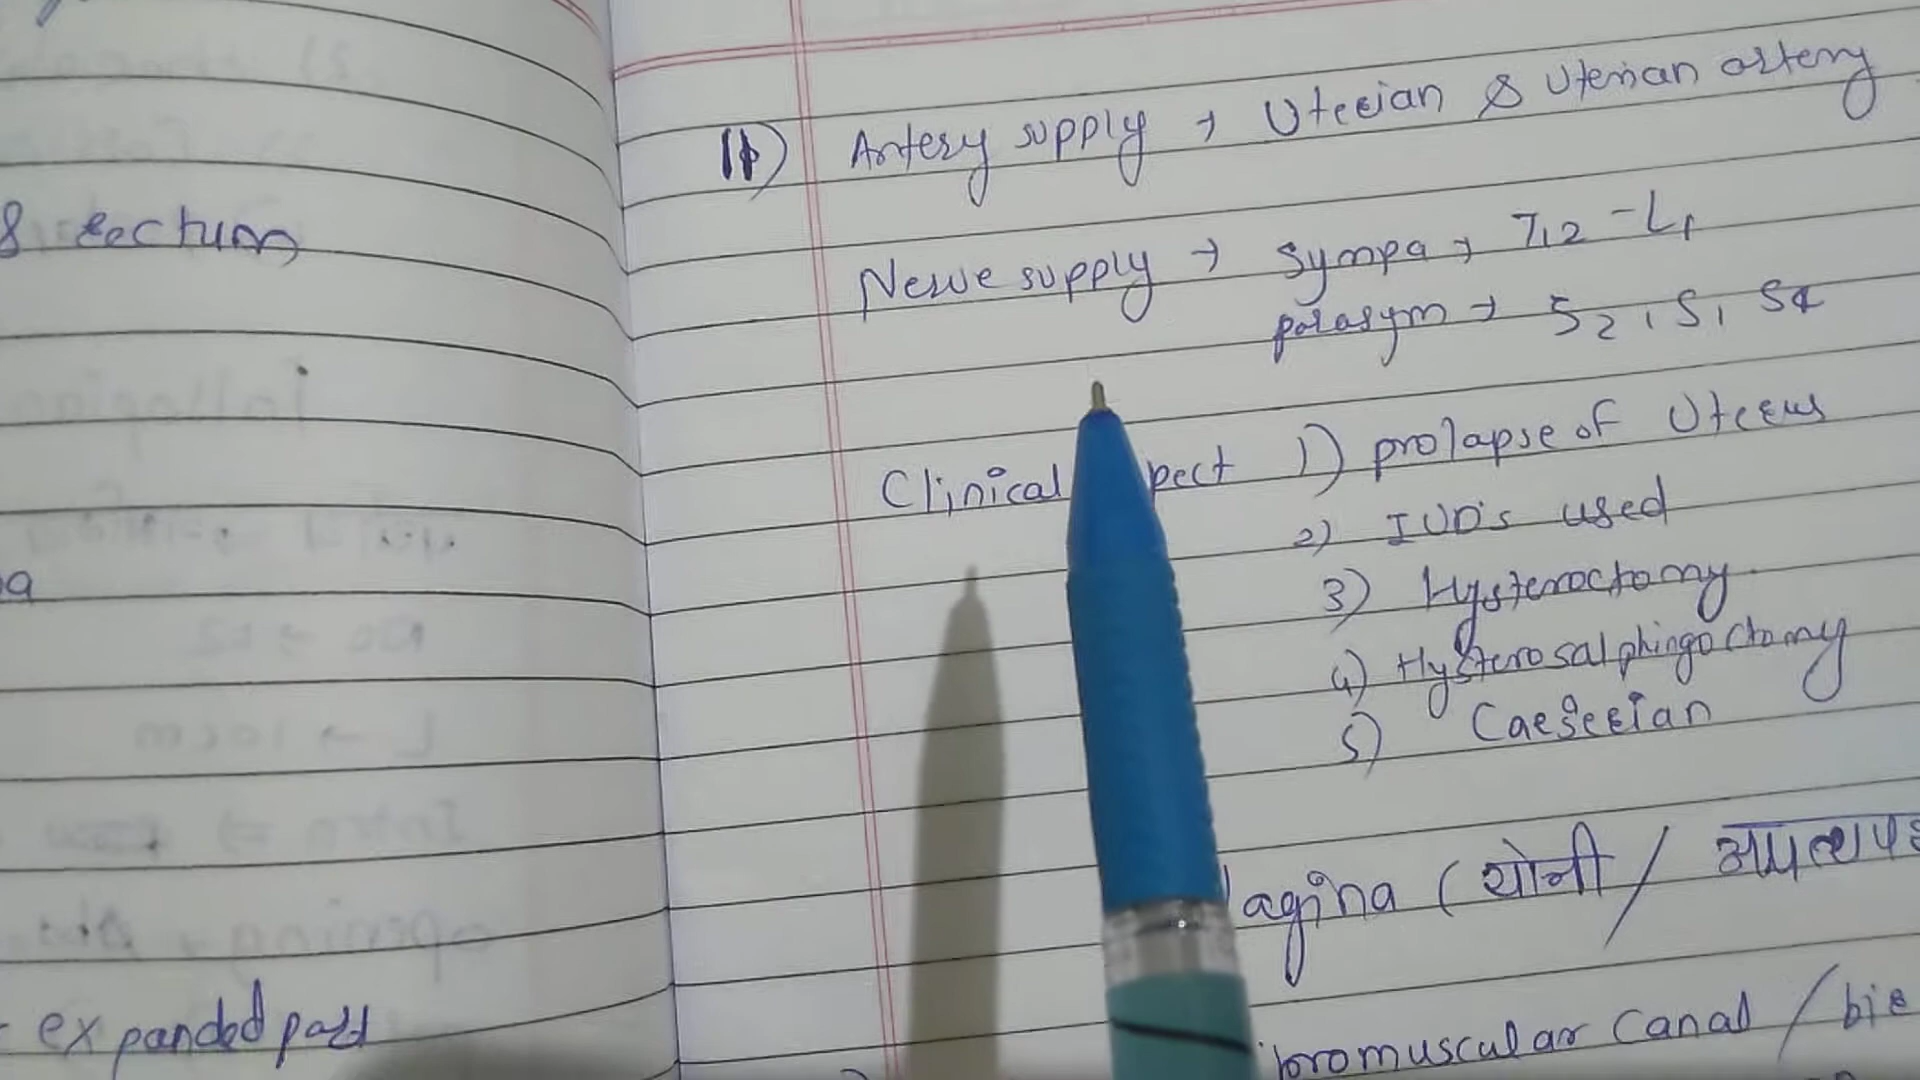 & rectum
a
- expanded part
11) Artery supply → Uterian & Uterian artery
Nerve supply → Sympa → T12 - L1
parasym → S2, S1 S4
Clinical pect 1) prolapse of Uterus
2) IUD's used
3) Hysterectomy
4) Hysterosalphingoctomy
5) Caeserian
agina (योनी / अपत्यप
bromuscular Canal / bie